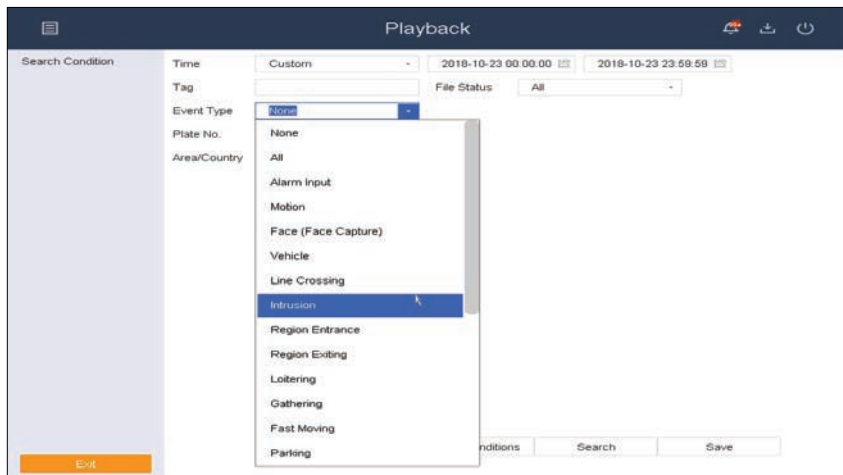 Playback
99+
Search Condition
Time Custom 2018-10-23 00:00:00 2018-10-23 23:59:59
Tag File Status All
Event Type None
Plate No.
Area/Country
None
All
Alarm Input
Motion
Face (Face Capture)
Vehicle
Line Crossing
Intrusion
Region Entrance
Region Exiting
Loitering
Gathering
Fast Moving
Parking
nditions Search Save
Exit